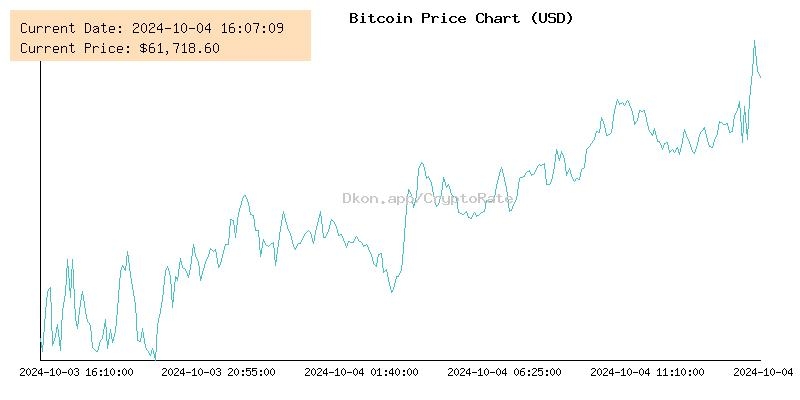 Bitcoin Price Chart (USD)
Current Date: 2024-10-04 16:07:09
Current Price: $61,718.60
Dkon.app/CryptoRate
2024-10-03 16:10:00 2024-10-03 20:55:00 2024-10-04 01:40:00 2024-10-04 06:25:00 2024-10-04 11:10:00 2024-10-04